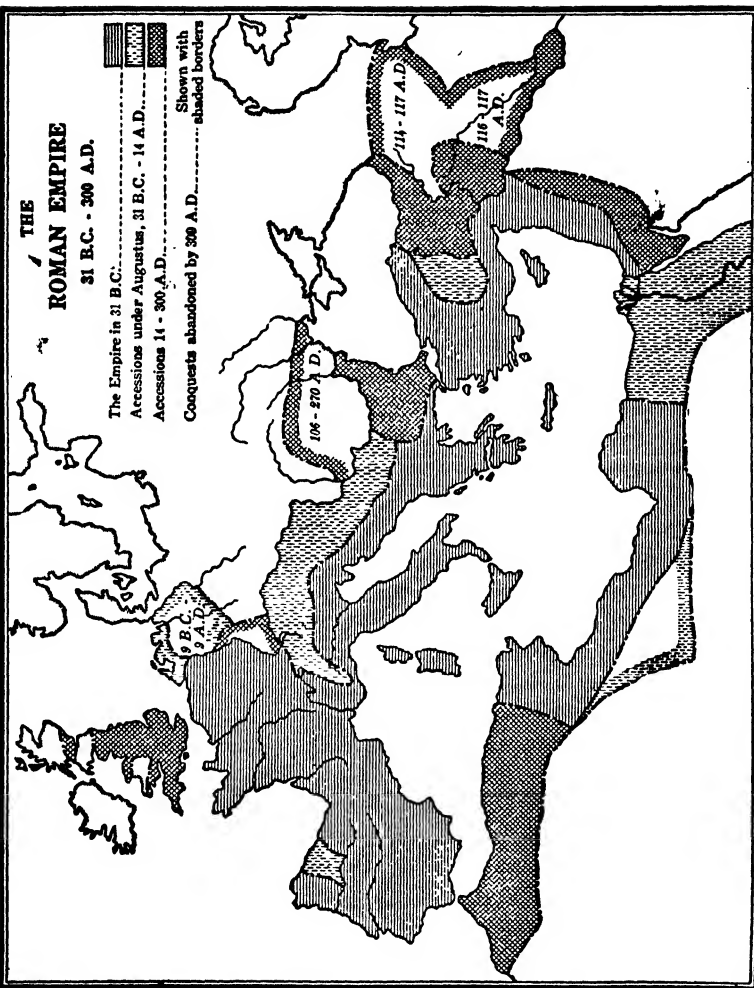 THE
ROMAN EMPIRE
31 B.C. - 300 A.D.
The Empire in 31 B.C.
Accessions under Augustus, 31 B.C. - 14 A.D.
Accessions 14 - 300 A.D.
Conquests abandoned by 300 A.D. Shown with
shaded borders
9 B.C. -
9 A.D.
106 - 270 A.D.
114 - 117 A.D.
116 - 117
A.D.